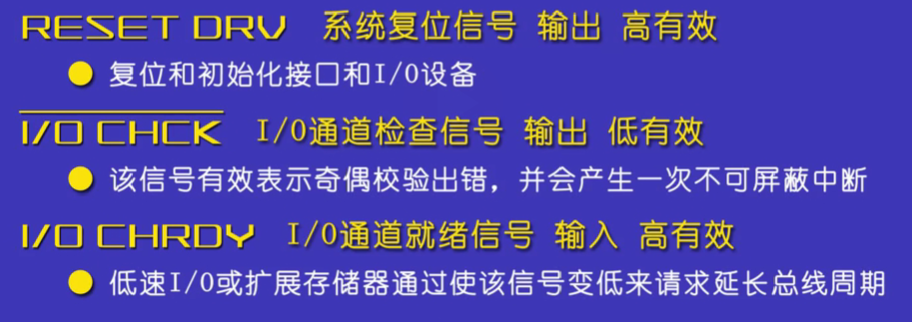 RESET DRV 系统复位信号 输出 高有效
复位和初始化接口和I/O设备
I/O CHCK I/O通道检查信号 输出 低有效
该信号有效表示奇偶校验出错，并会产生一次不可屏蔽中断
I/O CHRDY I/O通道就绪信号 输入 高有效
低速I/O或扩展存储器通过使该信号变低来请求延长总线周期